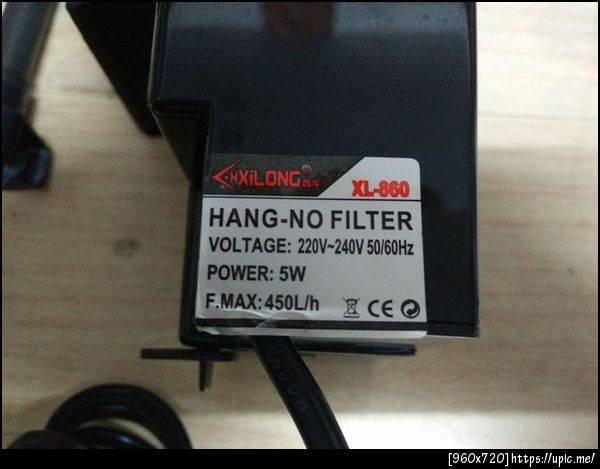 XiLONG® 西龙
XL-860
HANG-NO FILTER
VOLTAGE: 220V~240V 50/60Hz
POWER: 5W
F.MAX: 450L/h
CE
RVVB
[960x720]https://upic.me/